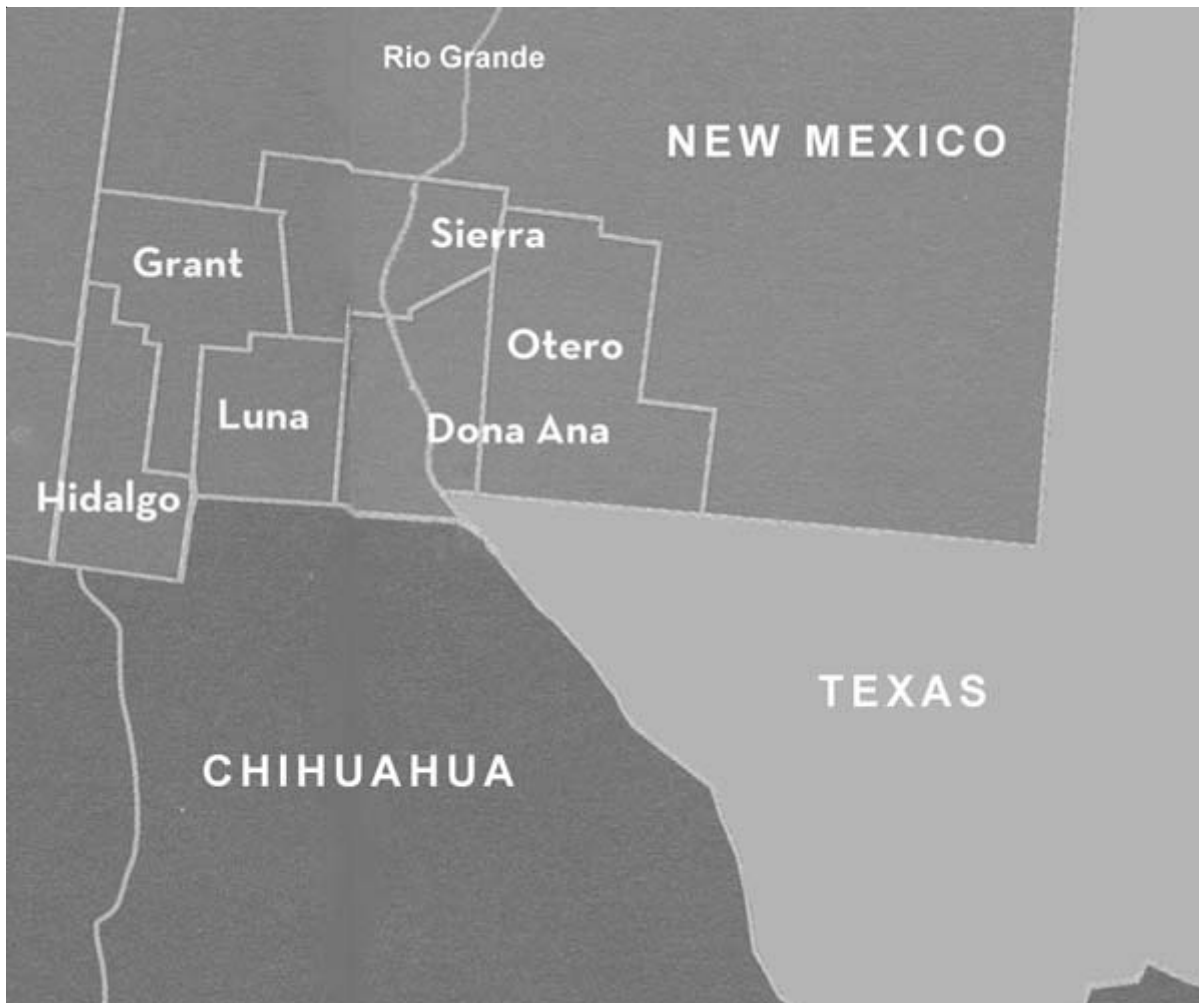 Rio Grande
NEW MEXICO
Sierra
Grant
Otero
Luna
Dona Ana
Hidalgo
TEXAS
CHIHUAHUA